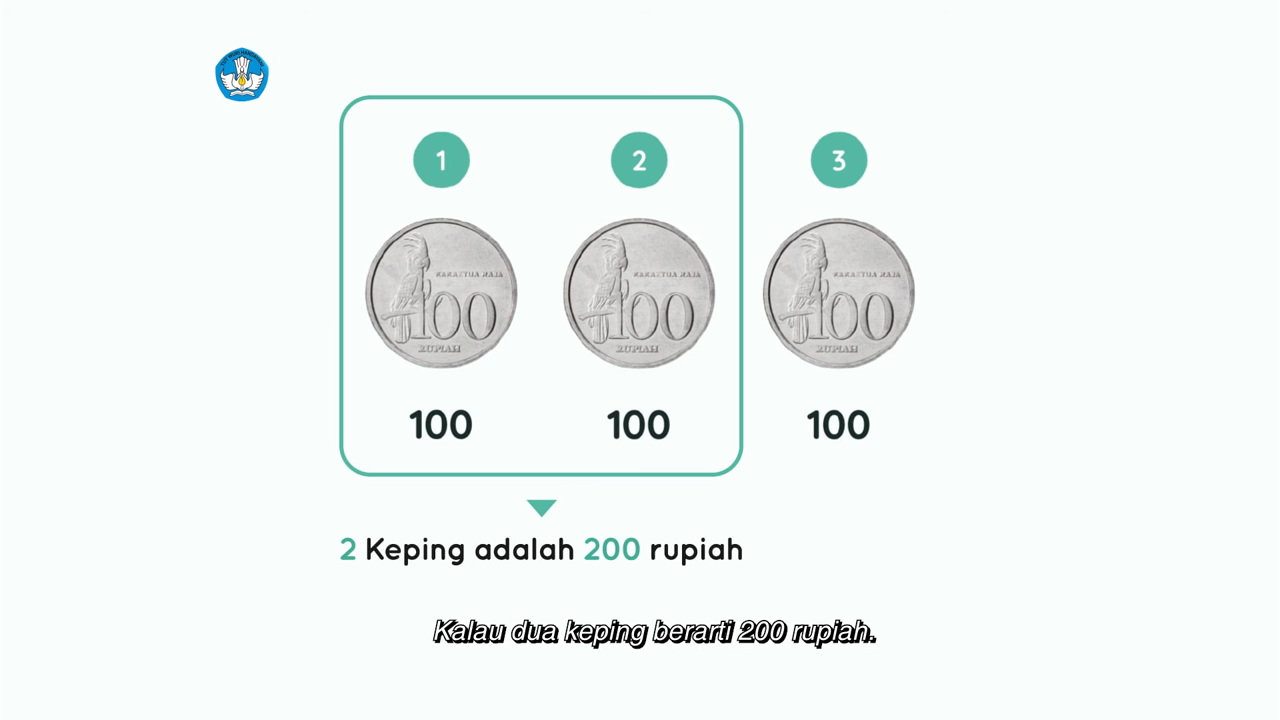 1 2 3
KAKAKTUA RAJA KAKAKTUA RAJA KAKAKTUA RAJA
100 100 100
RUPIAH RUPIAH RUPIAH
100 100 100
2 Keping adalah 200 rupiah
Kalau dua keping berarti 200 rupiah.